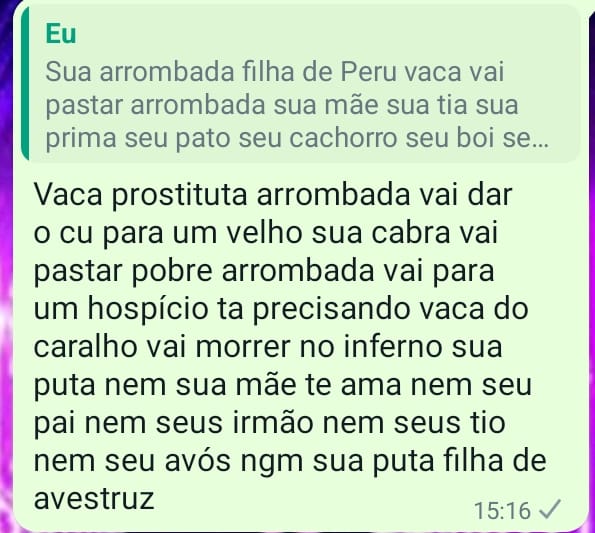 Eu
Sua arrombada filha de Peru vaca vai
pastar arrombada sua mãe sua tia sua
prima seu pato seu cachorro seu boi se...
Vaca prostituta arrombada vai dar
o cu para um velho sua cabra vai
pastar pobre arrombada vai para
um hospício ta precisando vaca do
caralho vai morrer no inferno sua
puta nem sua mãe te ama nem seu
pai nem seus irmão nem seus tio
nem seu avós ngm sua puta filha de
avestruz
15:16